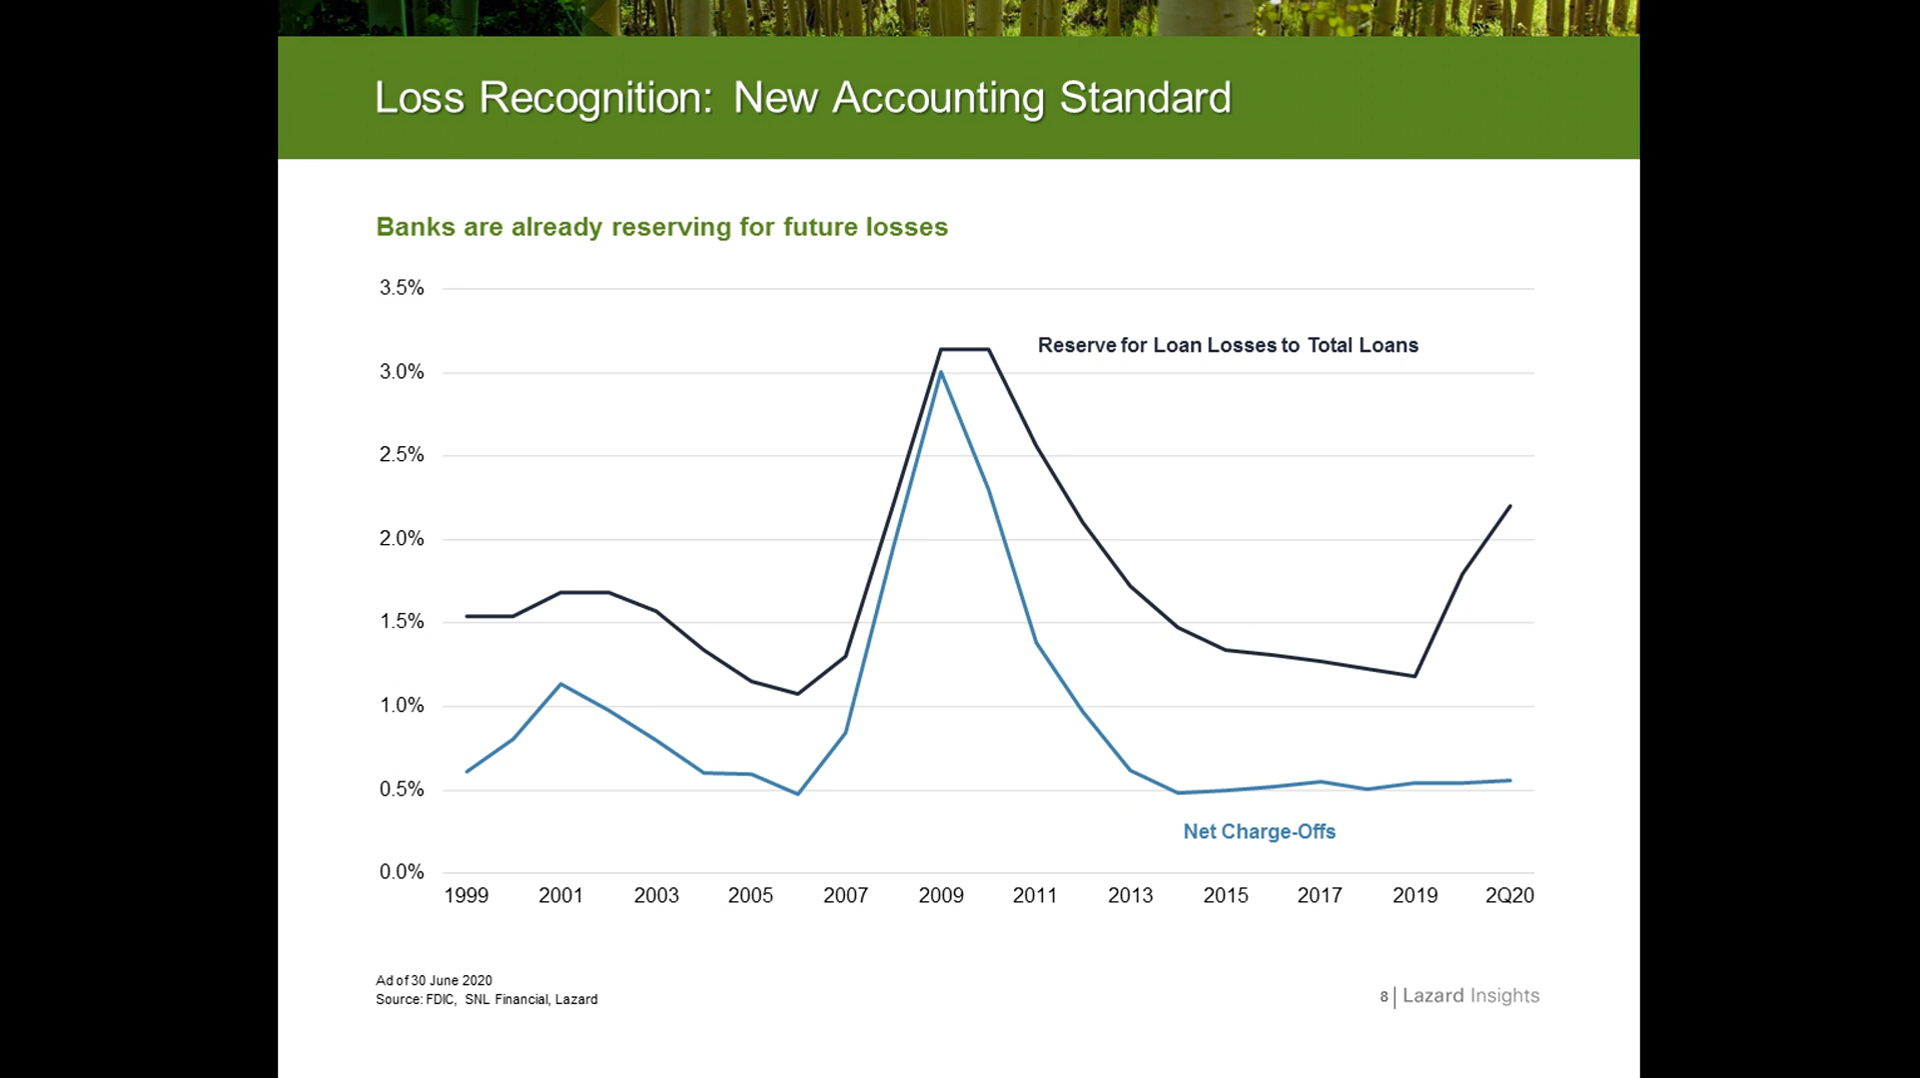 Loss Recognition: New Accounting Standard
Banks are already reserving for future losses
3.5%
Reserve for Loan Losses to Total Loans
3.0%
2.5%
2.0%
1.5%
1.0%
0.5%
Net Charge-Offs
0.0%
1999 2001 2003 2005 2007 2009 2011 2013 2015 2017 2019 2Q20
Ad of 30 June 2020
Source: FDIC, SNL Financial, Lazard
8 | Lazard Insights